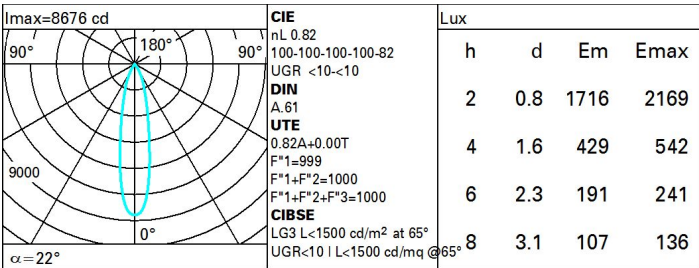 Imax=8676 cd
90°
180°
90°
9000
0°
α=22°
CIE
nL 0.82
100-100-100-100-82
UGR <10-<10
DIN
A.61
UTE
0.82A+0.00T
F"1=999
F"1+F"2=1000
F"1+F"2+F"3=1000
CIBSE
LG3 L<1500 cd/m² at 65°
UGR<10 | L<1500 cd/mq @65°
Lux
h d Em Emax
2 0.8 1716 2169
4 1.6 429 542
6 2.3 191 241
8 3.1 107 136